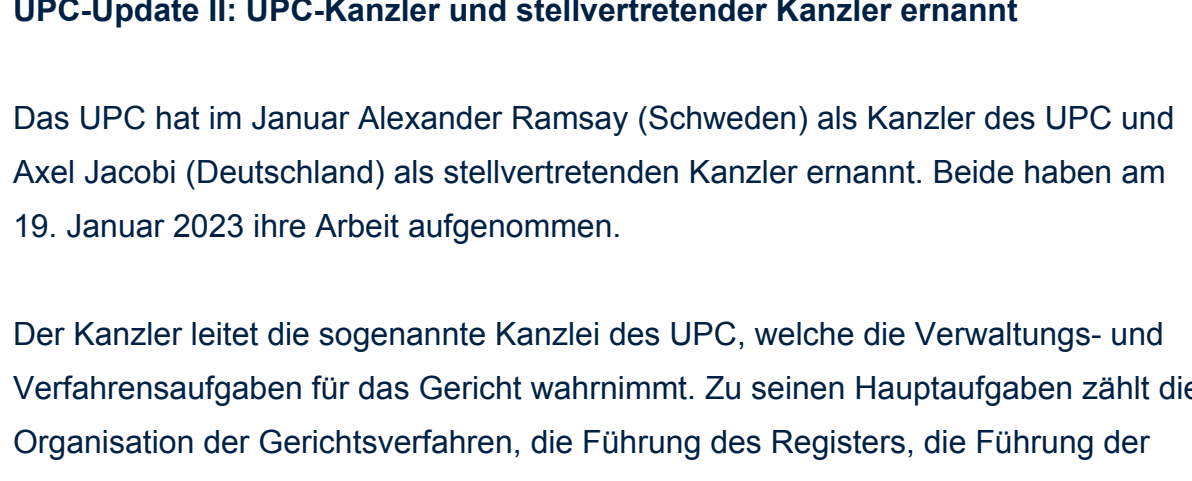 UPC-Update II: UPC-Kanzler und stellvertretender Kanzler ernannt
Das UPC hat im Januar Alexander Ramsay (Schweden) als Kanzler des UPC und
Axel Jacobi (Deutschland) als stellvertretenden Kanzler ernannt. Beide haben am
19. Januar 2023 ihre Arbeit aufgenommen.
Der Kanzler leitet die sogenannte Kanzlei des UPC, welche die Verwaltungs- und
Verfahrensaufgaben für das Gericht wahrnimmt. Zu seinen Hauptaufgaben zählt die
Organisation der Gerichtsverfahren, die Führung des Registers, die Führung der